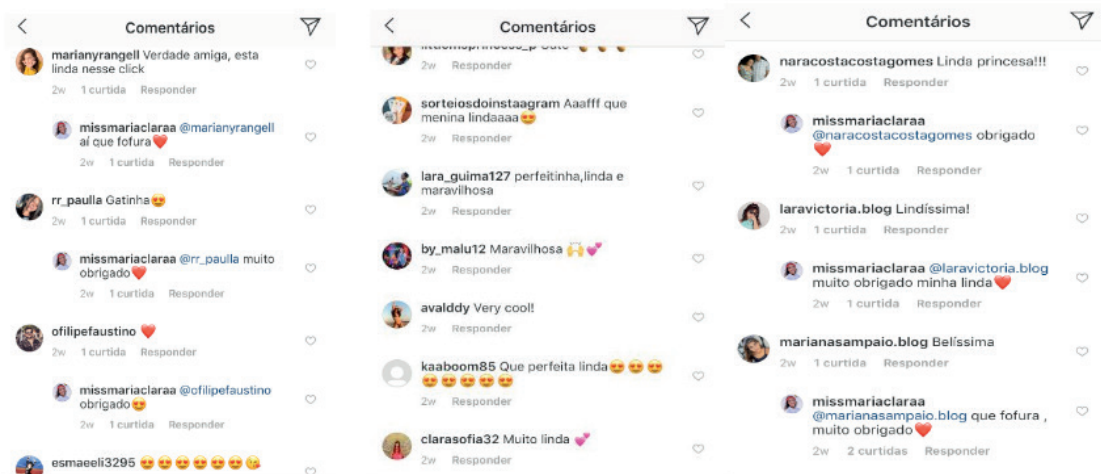 Comentários
marianyrangell Verdade amiga, esta
linda nesse click
2w 1 curtida Responder
missmariaclaraa @marianyrangell
aí que fofura❤️
2w 1 curtida Responder
rr_paulla Gatinha😍
2w 1 curtida Responder
missmariaclaraa @rr_paulla muito
obrigado❤️
2w 1 curtida Responder
ofilipefaustino ❤️
2w 1 curtida Responder
missmariaclaraa @ofilipefaustino
obrigado😍
2w 1 curtida Responder
esmaeeli3295 😍😍😍😍😍😍😘
Comentários
2w Responder
sorteiosdoinstaagram Aaafff que
menina lindaaaa😍
2w Responder
lara_guima127 perfeitinha,linda e
maravilhosa
2w Responder
by_malu12 Maravilhosa 🙌💕
2w Responder
avalddy Very cool!
2w Responder
kaaboom85 Que perfeita linda😍😍😍
😍😍😍😍😍
2w Responder
clarasofia32 Muito linda 💕
2w Responder
Comentários
naracostacostagomes Linda princesa!!!
2w 1 curtida Responder
missmariaclaraa
@naracostacostagomes obrigado
❤️
2w 1 curtida Responder
laravictoria.blog Lindíssima!
2w 1 curtida Responder
missmariaclaraa @laravictoria.blog
muito obrigado minha linda❤️
2w 1 curtida Responder
marianasampaio.blog Belíssima
2w 1 curtida Responder
missmariaclaraa
@marianasampaio.blog que fofura ,
muito obrigado❤️
2w 2 curtidas Responder